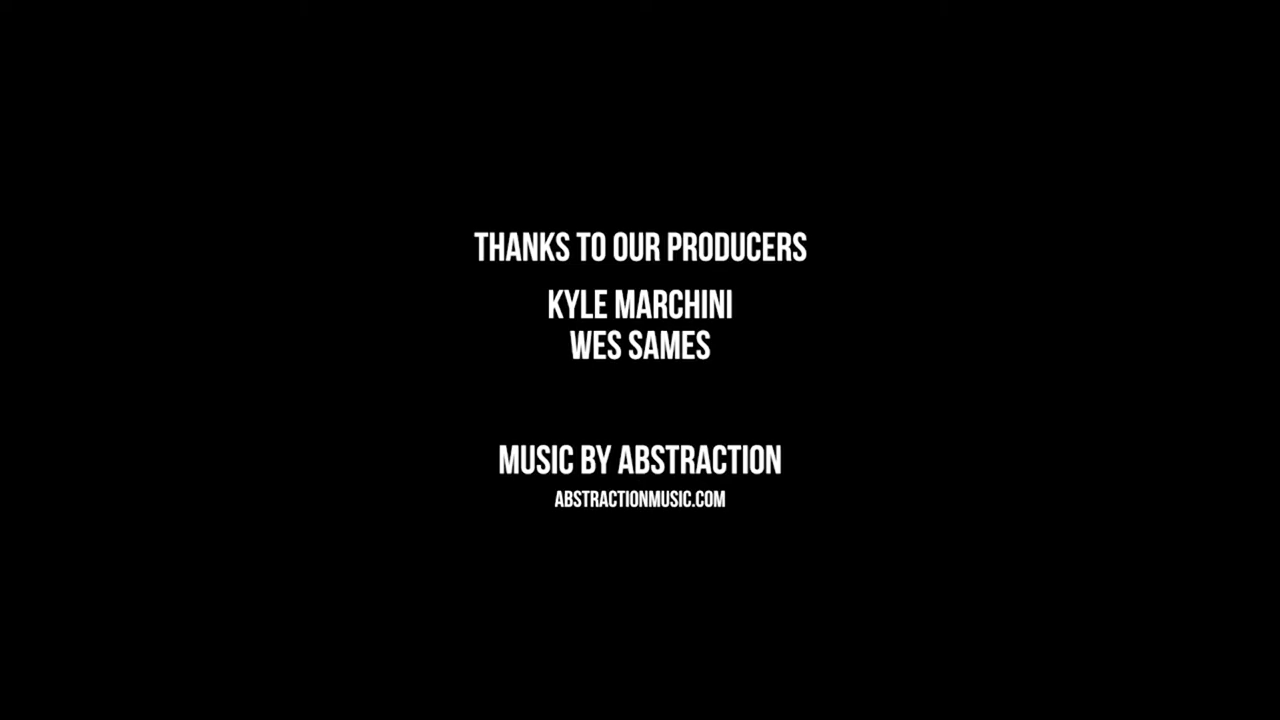 THANKS TO OUR PRODUCERS
KYLE MARCHINI
WES SAMES
MUSIC BY ABSTRACTION
ABSTRACTIONMUSIC.COM